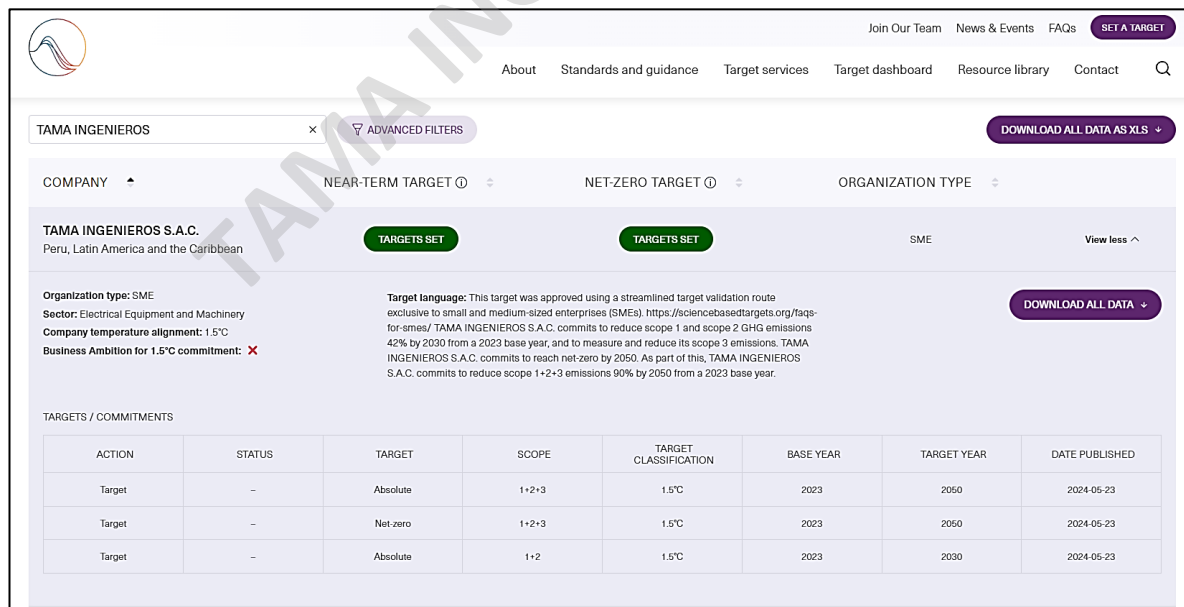 Join Our Team News & Events FAQs SET A TARGET
About Standards and guidance Target services Target dashboard Resource library Contact
TAMA INGENIEROS × ADVANCED FILTERS DOWNLOAD ALL DATA AS XLS
COMPANY NEAR-TERM TARGET NET-ZERO TARGET ORGANIZATION TYPE
TAMA INGENIEROS S.A.C.
Peru, Latin America and the Caribbean
TARGETS SET TARGETS SET SME View less
Organization type: SME
Sector: Electrical Equipment and Machinery
Company temperature alignment: 1.5°C
Business Ambition for 1.5°C commitment:
Target language: This target was approved using a streamlined target validation route
exclusive to small and medium-sized enterprises (SMEs). https://sciencebasedtargets.org/faqs-
for-smes/ TAMA INGENIEROS S.A.C. commits to reduce scope 1 and scope 2 GHG emissions
42% by 2030 from a 2023 base year, and to measure and reduce its scope 3 emissions. TAMA
INGENIEROS S.A.C. commits to reach net-zero by 2050. As part of this, TAMA INGENIEROS
S.A.C. commits to reduce scope 1+2+3 emissions 90% by 2050 from a 2023 base year.
DOWNLOAD ALL DATA
TARGETS / COMMITMENTS
ACTION STATUS TARGET SCOPE TARGET CLASSIFICATION BASE YEAR TARGET YEAR DATE PUBLISHED
Target – Absolute 1+2+3 1.5°C 2023 2050 2024-05-23
Target – Net-zero 1+2+3 1.5°C 2023 2050 2024-05-23
Target – Absolute 1+2 1.5°C 2023 2030 2024-05-23
TAMA